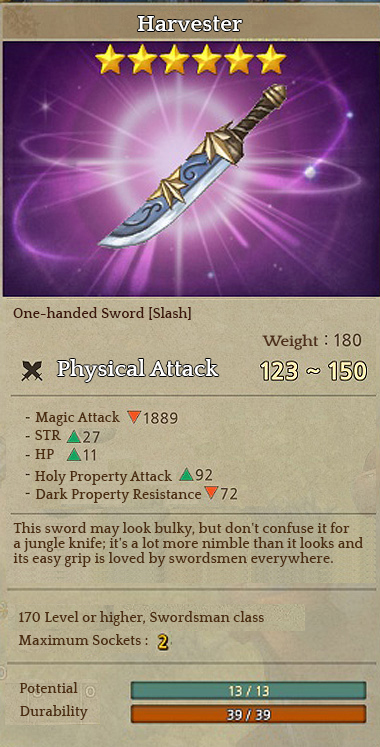 Harvester
One-handed Sword [Slash]
Weight : 180
Physical Attack 123 ~ 150
- Magic Attack ▼1889
- STR ▲27
- HP ▲11
- Holy Property Attack ▲92
- Dark Property Resistance ▼72
This sword may look bulky, but don't confuse it for
a jungle knife; it's a lot more nimble than it looks and
its easy grip is loved by swordsmen everywhere.
170 Level or higher, Swordsman class
Maximum Sockets : 2
Potential 13 / 13
Durability 39 / 39